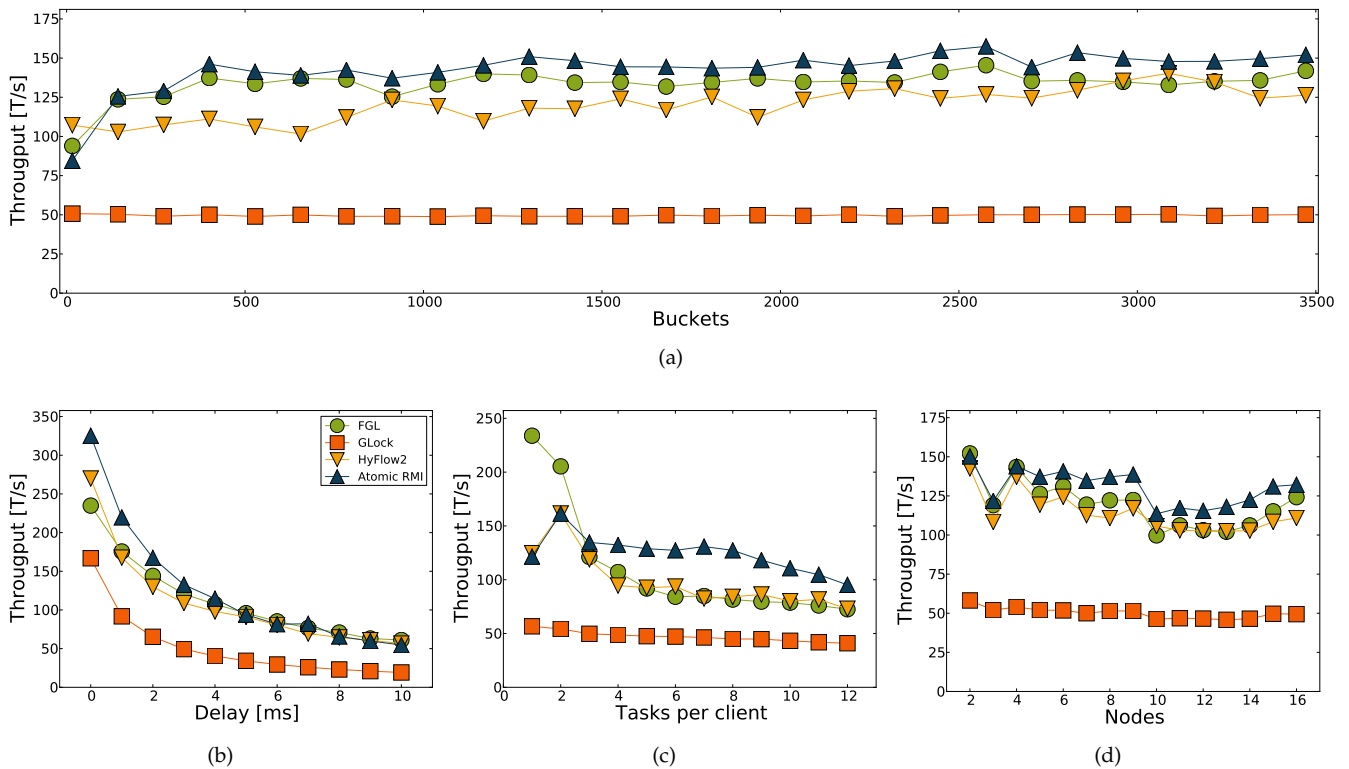 175
150
125
100
75
50
25
0
Througput [T/s]
0 500 1000 1500 2000 2500 3000 3500
Buckets
(a)
350
300
250
200
150
100
50
0
Througput [T/s]
FGL
GLock
HyFlow2
Atomic RMI
0 2 4 6 8 10
Delay [ms]
(b)
250
200
150
100
50
0
Througput [T/s]
0 2 4 6 8 10 12
Tasks per client
(c)
175
150
125
100
75
50
25
0
Througput [T/s]
2 4 6 8 10 12 14 16
Nodes
(d)